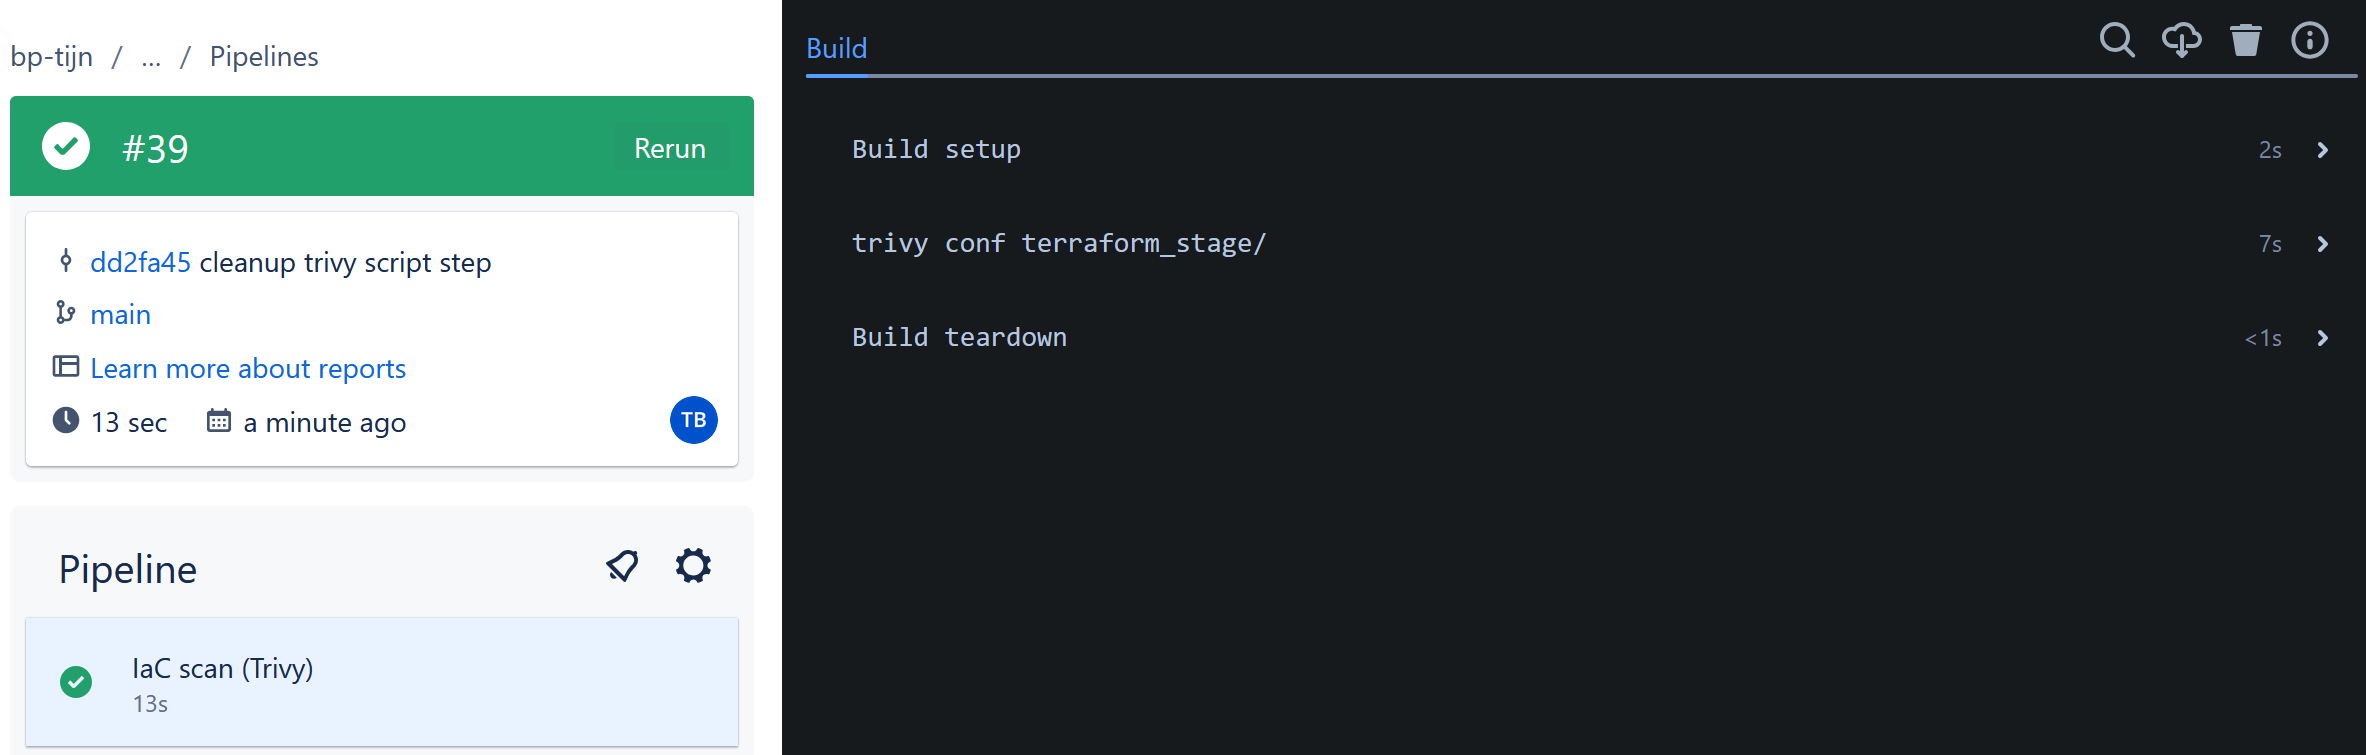 bp-tijn / ... / Pipelines
#39
Rerun
dd2fa45 cleanup trivy script step
main
Learn more about reports
13 sec a minute ago
TB
Pipeline
IaC scan (Trivy)
13s
Build
Build setup 2s
trivy conf terraform_stage/ 7s
Build teardown <1s